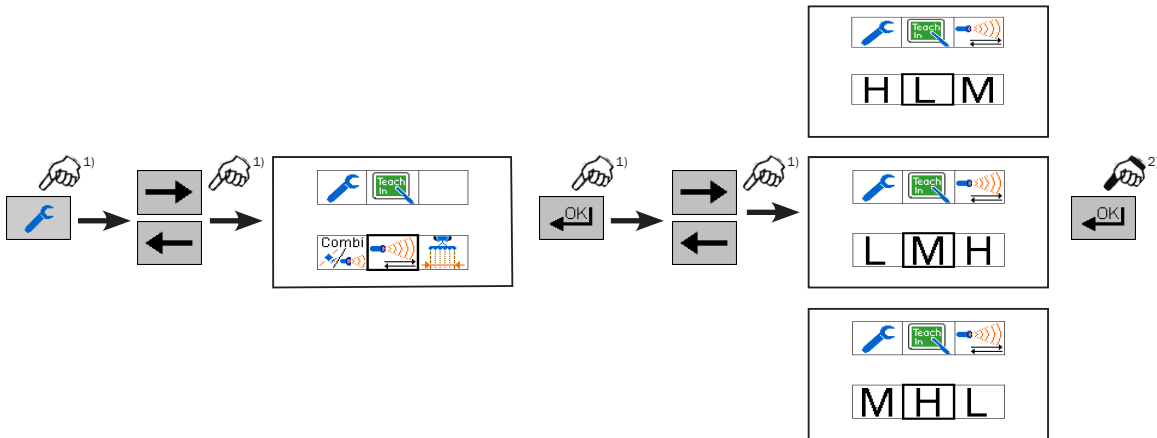 Teach In
H L M
1)
1)
Teach In
Combi
1)
OK
1)
Teach In
L M H
2)
OK
Teach In
M H L